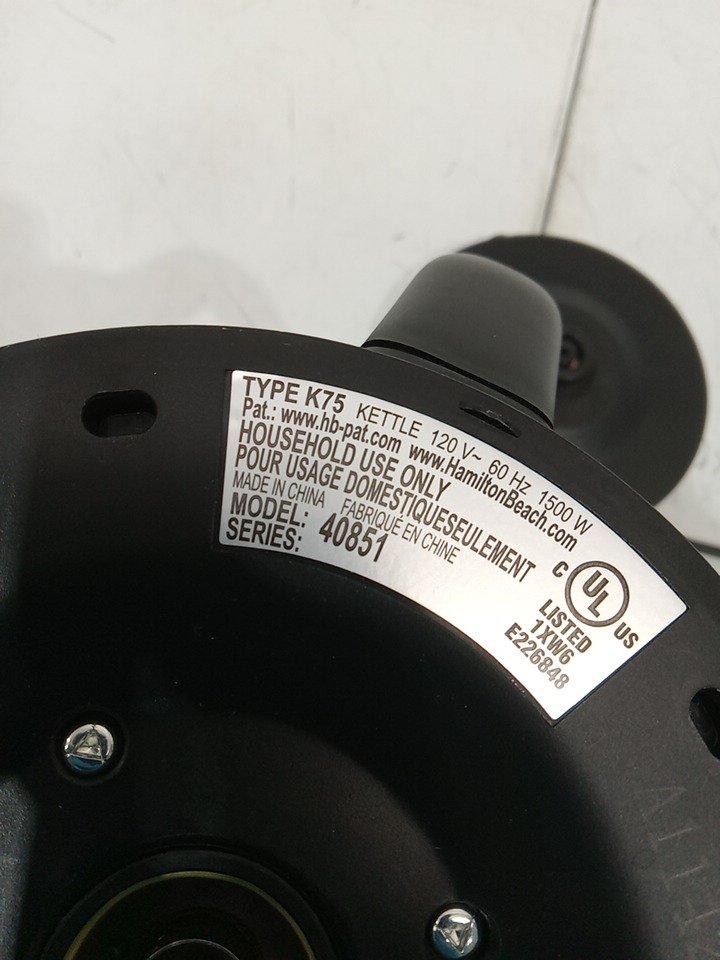 TYPE K75 KETTLE 120 V~ 60 Hz 1500 W
Pat.: www.hb-pat.com www.HamiltonBeach.com
HOUSEHOLD USE ONLY
POUR USAGE DOMESTIQUESEULEMENT
MADE IN CHINA FABRIQUÉ EN CHINE
MODEL: 40851
SERIES:
C UL US
LISTED
1XW6
E226848